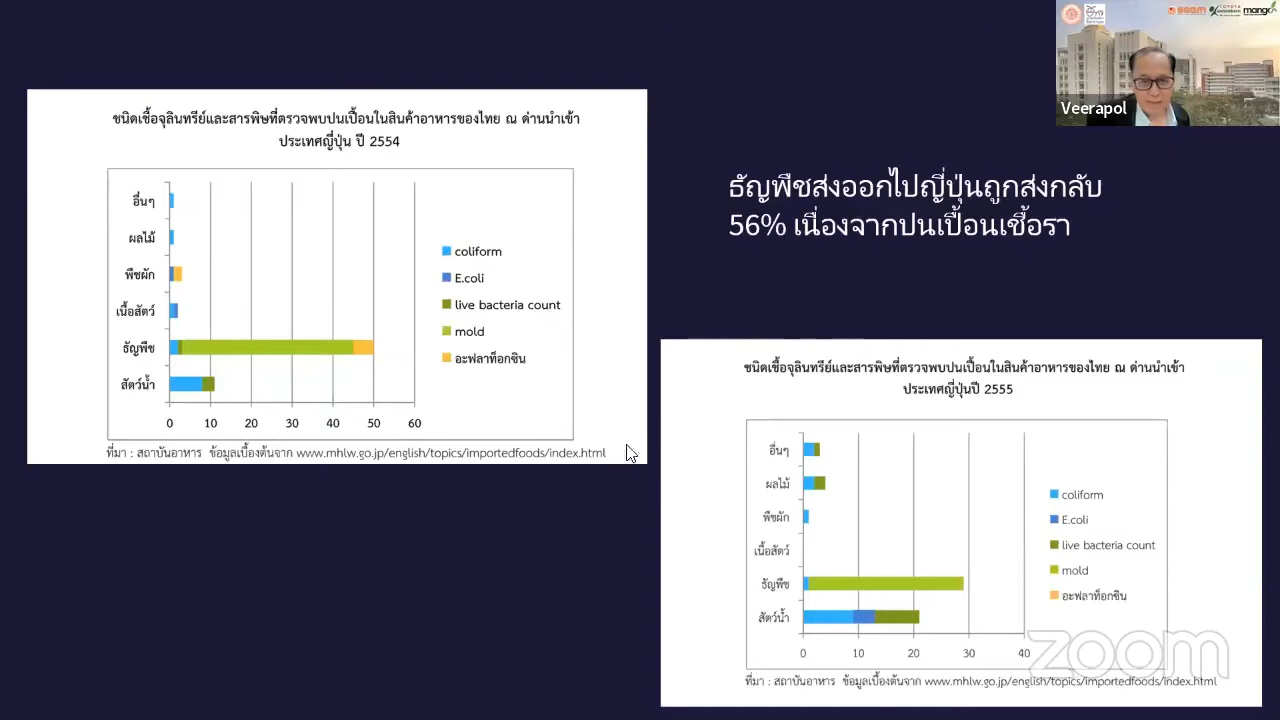 ชนิดเชื้อจุลินทรีย์และสารพิษที่ตรวจพบปนเปื้อนในสินค้าอาหารของไทย ณ ด่านนำเข้า
ประเทศญี่ปุ่น ปี 2554
อื่นๆ
ผลไม้
พืชผัก
เนื้อสัตว์
ธัญพืช
สัตว์น้ำ
0 10 20 30 40 50 60
coliform
E.coli
live bacteria count
mold
อะฟลาท็อกซิน
ที่มา : สถาบันอาหาร ข้อมูลเบื้องต้นจาก www.mhlw.go.jp/english/topics/importedfoods/index.html
TOYOTA
mango
Veerapol
ธัญพืชส่งออกไปญี่ปุ่นถูกส่งกลับ
56% เนื่องจากปนเปื้อนเชื้อรา
ชนิดเชื้อจุลินทรีย์และสารพิษที่ตรวจพบปนเปื้อนในสินค้าอาหารของไทย ณ ด่านนำเข้า
ประเทศญี่ปุ่นปี 2555
อื่นๆ
ผลไม้
พืชผัก
เนื้อสัตว์
ธัญพืช
สัตว์น้ำ
0 10 20 30 40
coliform
E.coli
live bacteria count
mold
อะฟลาท็อกซิน
zoom
ที่มา : สถาบันอาหาร ข้อมูลเบื้องต้นจาก www.mhlw.go.jp/english/topics/importedfoods/index.html